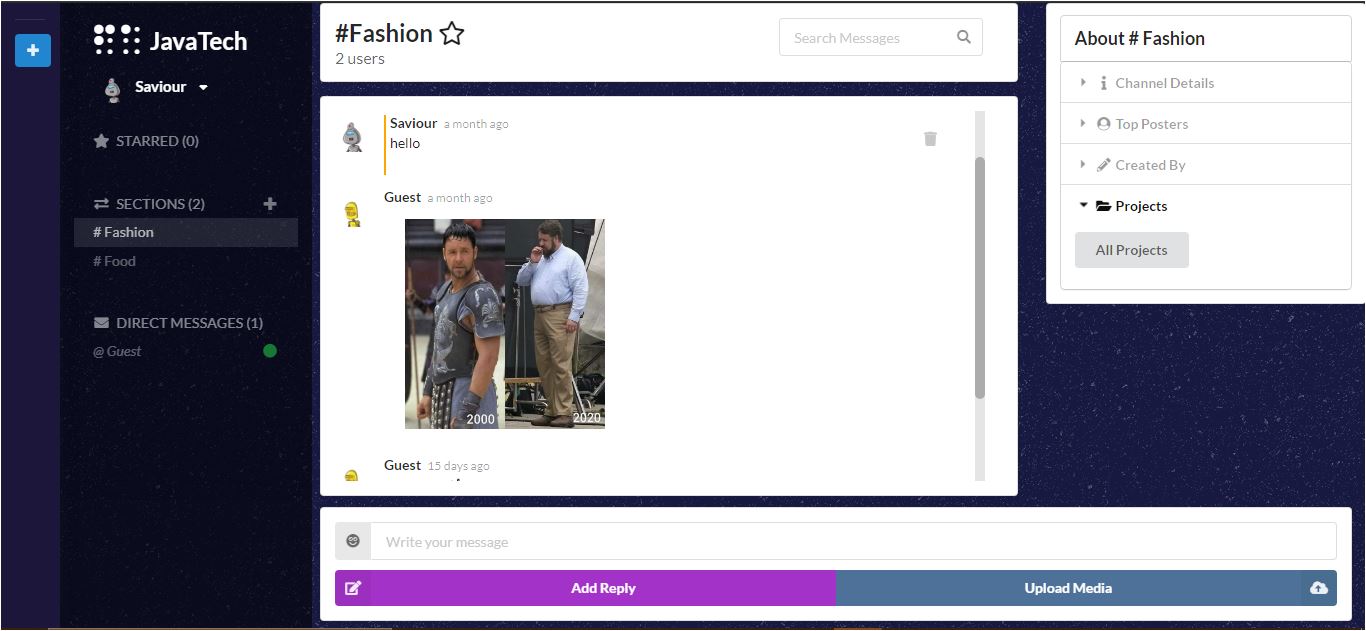 JavaTech
Saviour
STARRED (0)
SECTIONS (2)
# Fashion
# Food
DIRECT MESSAGES (1)
@ Guest
#Fashion
2 users
Search Messages
Saviour a month ago
hello
Guest a month ago
2000
2020
Guest 15 days ago
Write your message
Add Reply
Upload Media
About # Fashion
Channel Details
Top Posters
Created By
Projects
All Projects